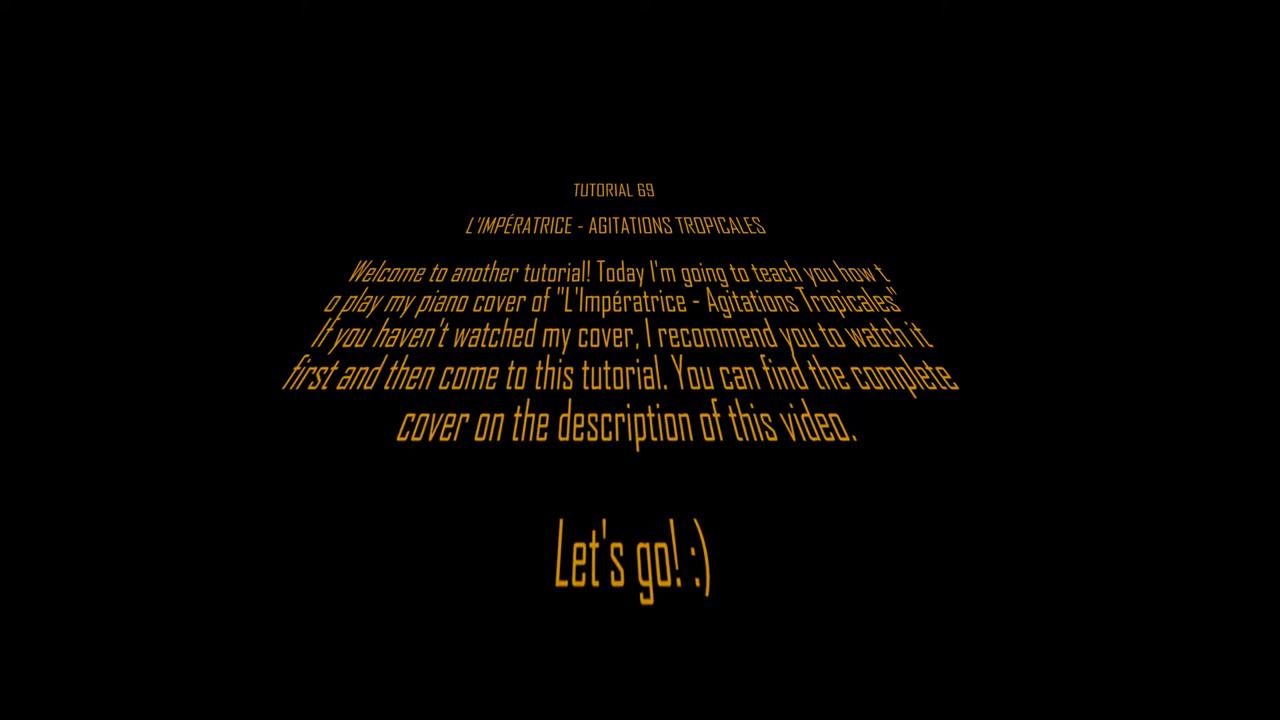 TUTORIAL 69
L'IMPÉRATRICE - AGITATIONS TROPICALES
Welcome to another tutorial! Today I'm going to teach you how t
o play my piano cover of "L'Impératrice - Agitations Tropicales"
If you haven't watched my cover, I recommend you to watch it
first and then come to this tutorial. You can find the complete
cover on the description of this video.
Let's go! :)